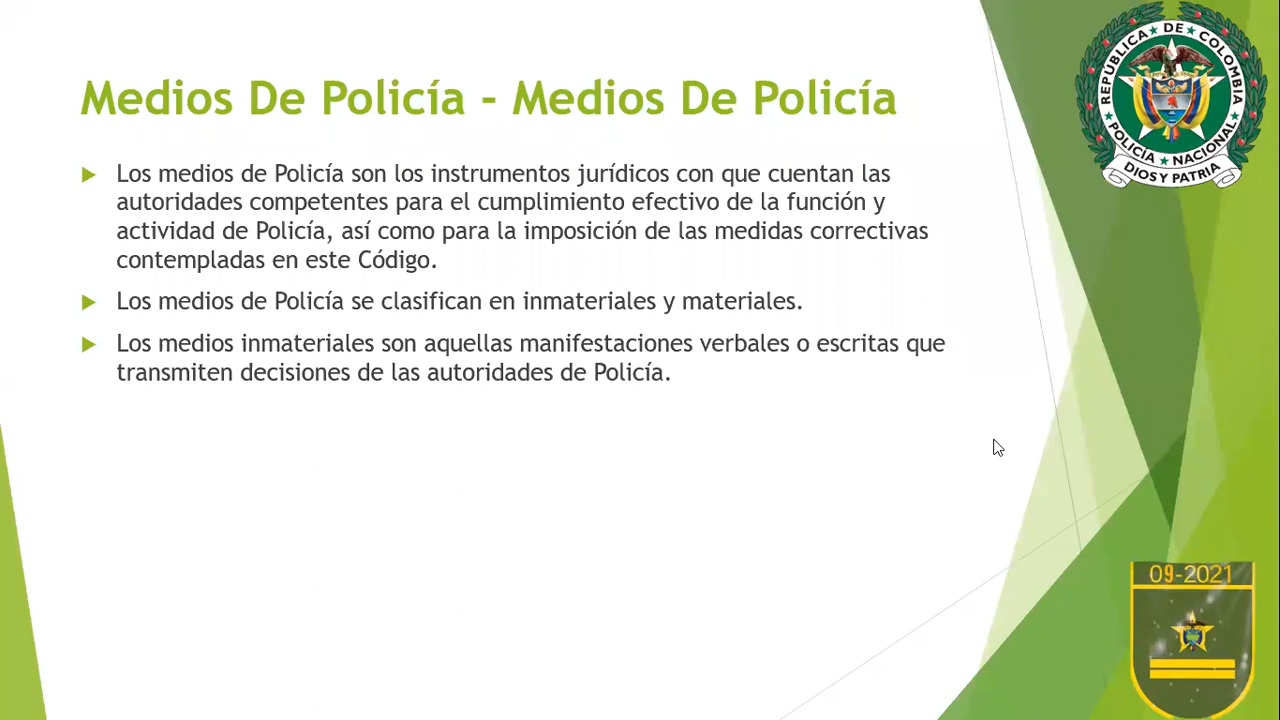 Medios De Policía - Medios De Policía
Los medios de Policía son los instrumentos jurídicos con que cuentan las
autoridades competentes para el cumplimiento efectivo de la función y
actividad de Policía, así como para la imposición de las medidas correctivas
contempladas en este Código.
Los medios de Policía se clasifican en inmateriales y materiales.
Los medios inmateriales son aquellas manifestaciones verbales o escritas que
transmiten decisiones de las autoridades de Policía.
REPÚBLICA DE COLOMBIA
POLICIA NACIONAL
DIOS Y PATRIA
09-2021